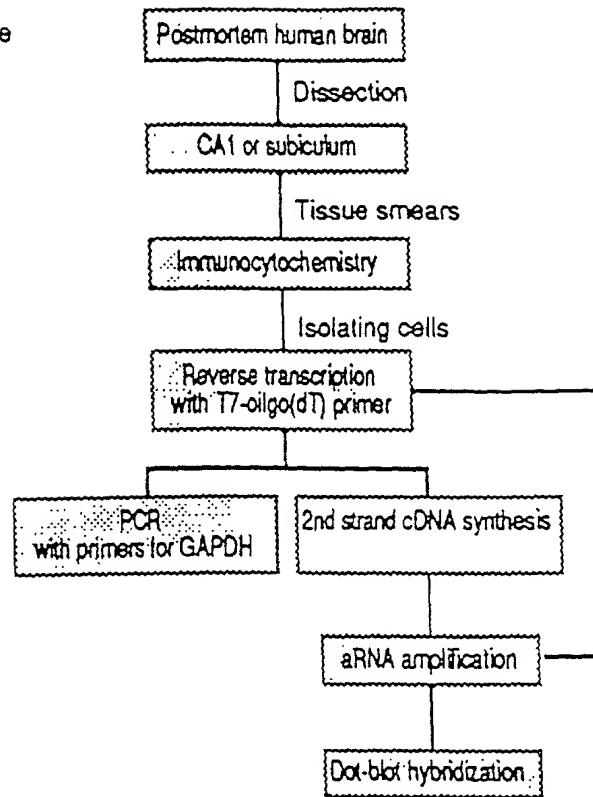 e
Postmortem human brain
Dissection
CA1 or subiculum
Tissue smears
Immunocytochemistry
Isolating cells
Reverse transcription
with T7-oilgo(dT) primer
PCR
with primers for GAPDH
2nd strand cDNA synthesis
aRNA amplification
Dot-blot hybridization